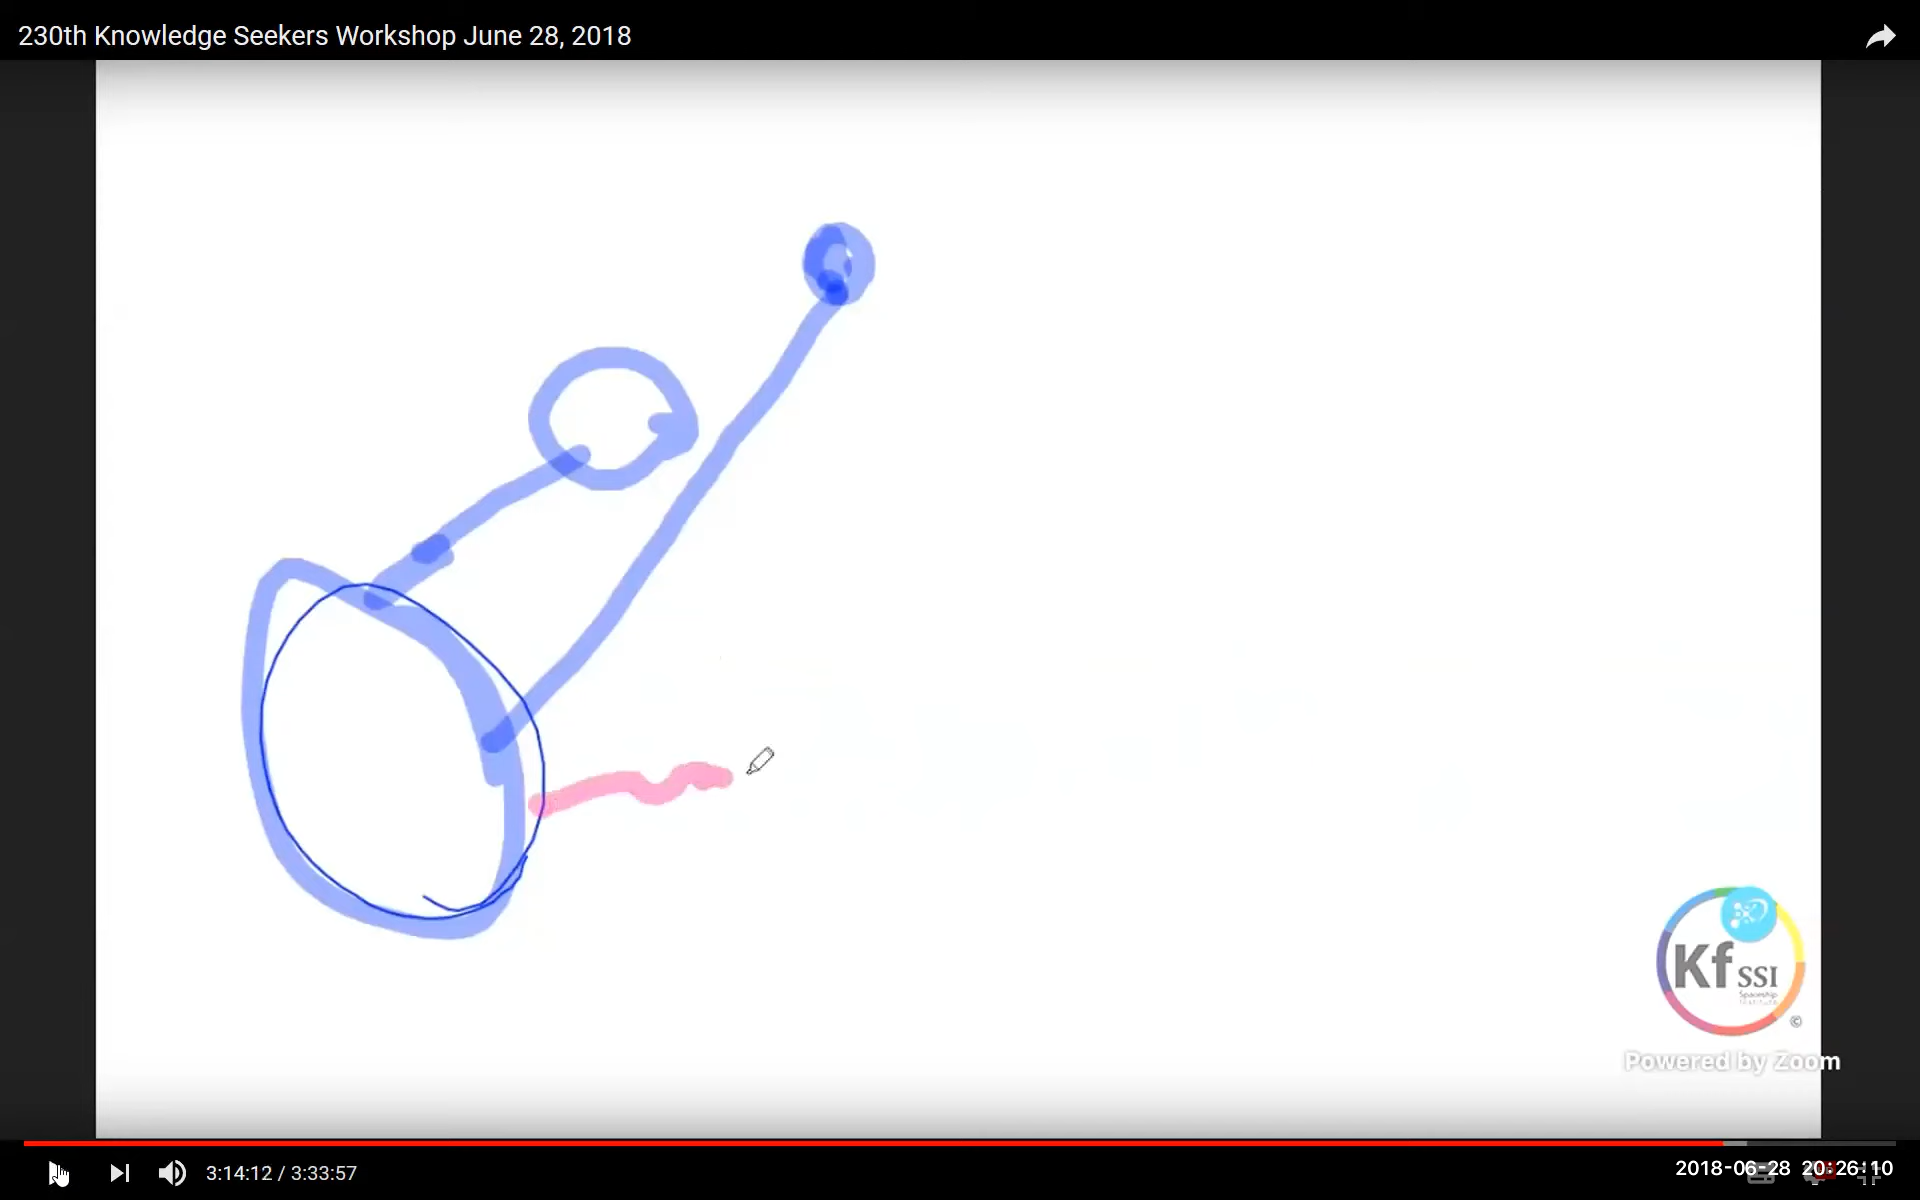 230th Knowledge Seekers Workshop June 28, 2018
Kf SSI
Spaceship
©
Powered by Zoom
3:14:12 / 3:33:57
2018-06-28 20:26:10